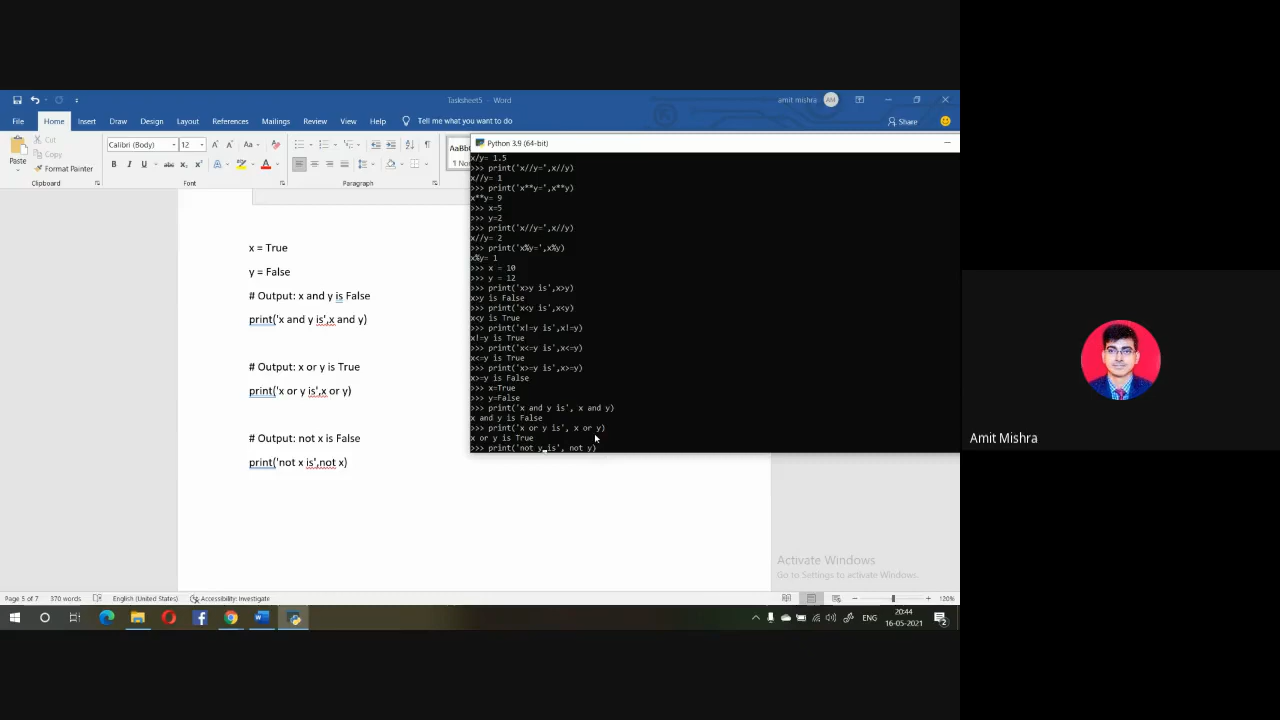 Tasksheet5 - Word
amit mishra
AM
File Home Insert Draw Design Layout References Mailings Review View Help Tell me what you want to do
Share
Paste
Cut
Copy
Format Painter
Clipboard
Calibri (Body) 12
Font
Paragraph
AaBb
1 No
x = True
y = False
# Output: x and y is False
print('x and y is',x and y)
# Output: x or y is True
print('x or y is',x or y)
# Output: not x is False
print('not x is',not x)
Python 3.9 (64-bit)
x/y= 1.5
>>> print('x//y=',x//y)
x//y= 1
>>> print('x**y=',x**y)
x**y= 9
>>> x=5
>>> y=2
>>> print('x//y=',x//y)
x//y= 2
>>> print('x%y=',x%y)
x%y= 1
>>> x = 10
>>> y = 12
>>> print('x>y is',x>y)
x>y is False
>>> print('x<y is',x<y)
x<y is True
>>> print('x!=y is',x!=y)
x!=y is True
>>> print('x<=y is',x<=y)
x<=y is True
>>> print('x>=y is',x>=y)
x>=y is False
>>> x=True
>>> y=False
>>> print('x and y is', x and y)
x and y is False
>>> print('x or y is', x or y)
x or y is True
>>> print('not y is', not y)
Amit Mishra
Activate Windows
Go to Settings to activate Windows.
Page 5 of 7 370 words English (United States) Accessibility: Investigate
120%
ENG
20:44
16-05-2021
2